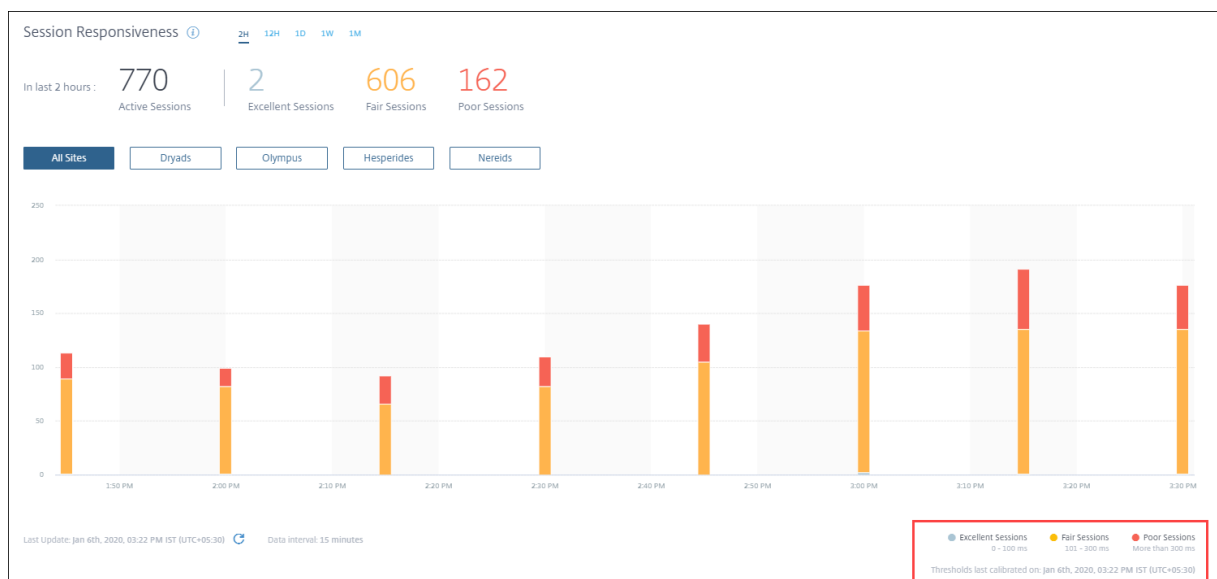 Session Responsiveness i 2H 12H 1D 1W 1M
In last 2 hours : 770 2 606 162
Active Sessions Excellent Sessions Fair Sessions Poor Sessions
All Sites Dryads Olympus Hesperides Nereids
250
200
150
100
50
0
1:50 PM 2:00 PM 2:10 PM 2:20 PM 2:30 PM 2:40 PM 2:50 PM 3:00 PM 3:10 PM 3:20 PM 3:30 PM
Last Update: Jan 6th, 2020, 03:22 PM IST (UTC+05:30) Data interval: 15 minutes
Excellent Sessions Fair Sessions Poor Sessions
0 - 100 ms 101 - 300 ms More than 300 ms
Thresholds last calibrated on: Jan 6th, 2020, 03:22 PM IST (UTC+05:30)